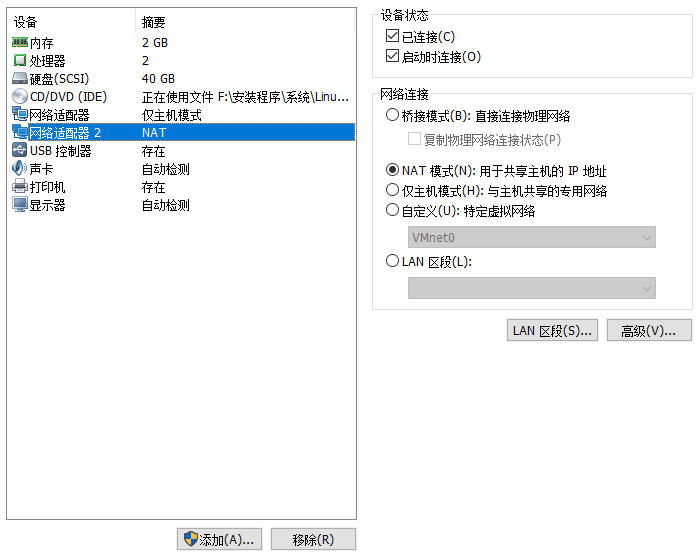 设备 摘要
内存 2 GB
处理器 2
硬盘(SCSI) 40 GB
CD/DVD (IDE) 正在使用文件 F:\安装程序\系统\Linu...
网络适配器 仅主机模式
网络适配器 2 NAT
USB 控制器 存在
声卡 自动检测
打印机 存在
显示器 自动检测
添加(A)... 移除(R)
设备状态
已连接(C)
启动时连接(O)
网络连接
桥接模式(B): 直接连接物理网络
复制物理网络连接状态(P)
NAT 模式(N): 用于共享主机的 IP 地址
仅主机模式(H): 与主机共享的专用网络
自定义(U): 特定虚拟网络
VMnet0
LAN 区段(L):
LAN 区段(S)... 高级(V)...